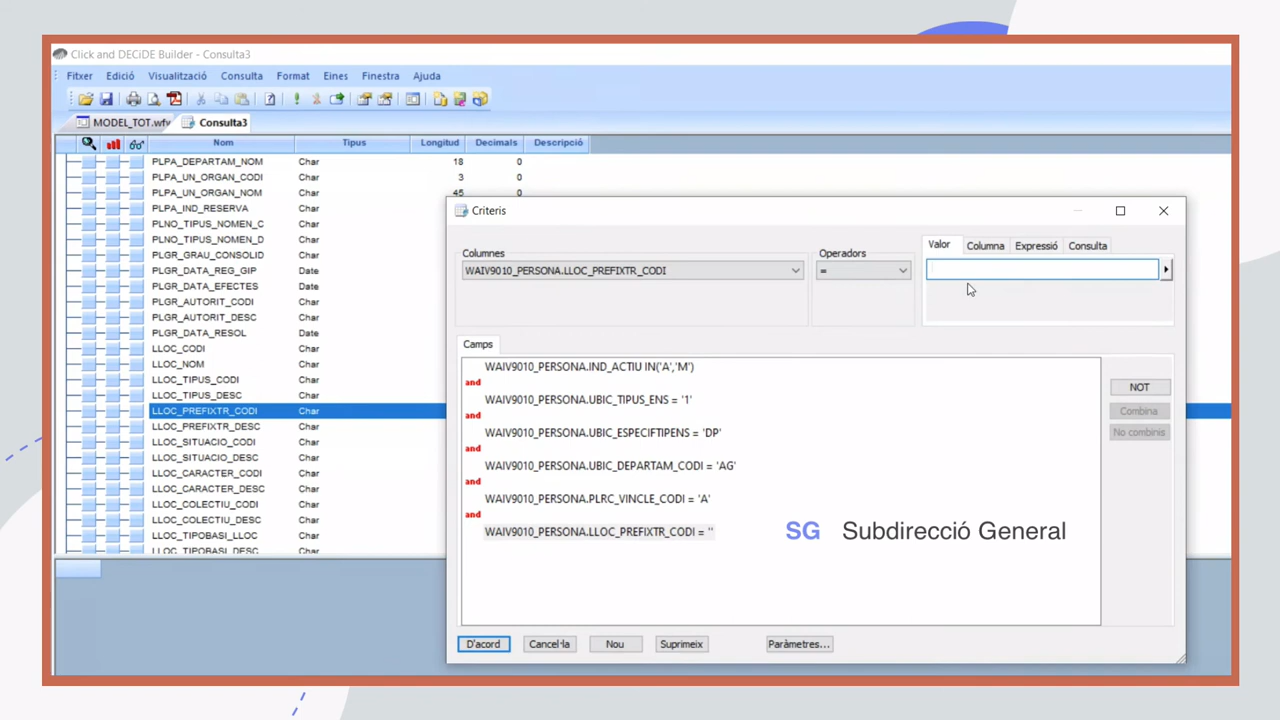 Click and DECiDE Builder - Consulta3
Fitxer Edició Visualització Consulta Format Eines Finestra Ajuda
MODEL_TOT.wfv Consulta3
Nom Tipus Longitud Decimals Descripció
PLPA_DEPARTAM_NOM Char 18 0
PLPA_UN_ORGAN_CODI Char 3 0
PLPA_UN_ORGAN_NOM Char 45 0
PLPA_IND_RESERVA Char
PLNO_TIPUS_NOMEN_C Char
PLNO_TIPUS_NOMEN_D Char
PLGR_GRAU_CONSOLID Char
PLGR_DATA_REG_GIP Date
PLGR_DATA_EFECTES Date
PLGR_AUTORIT_CODI Char
PLGR_AUTORIT_DESC Char
PLGR_DATA_RESOL Date
LLOC_CODI Char
LLOC_NOM Char
LLOC_TIPUS_CODI Char
LLOC_TIPUS_DESC Char
LLOC_PREFIXTR_CODI Char
LLOC_PREFIXTR_DESC Char
LLOC_SITUACIO_CODI Char
LLOC_SITUACIO_DESC Char
LLOC_CARACTER_CODI Char
LLOC_CARACTER_DESC Char
LLOC_COLECTIU_CODI Char
LLOC_COLECTIU_DESC Char
LLOC_TIPOBASI_LLOC Char
LLOC_TIPOBASI_DESC Char
Criteris
Columnes
WAIV9010_PERSONA.LLOC_PREFIXTR_CODI
Operadors
=
Valor Columna Expressió Consulta
Camps
WAIV9010_PERSONA.IND_ACTIU IN('A','M')
and
WAIV9010_PERSONA.UBIC_TIPUS_ENS = '1'
and
WAIV9010_PERSONA.UBIC_ESPECIFTIPENS = 'DP'
and
WAIV9010_PERSONA.UBIC_DEPARTAM_CODI = 'AG'
and
WAIV9010_PERSONA.PLRC_VINCLE_CODI = 'A'
and
WAIV9010_PERSONA.LLOC_PREFIXTR_CODI = ''
SG Subdirecció General
NOT
Combina
No combinis
D'acord Cancel·la Nou Suprimeix Paràmetres...